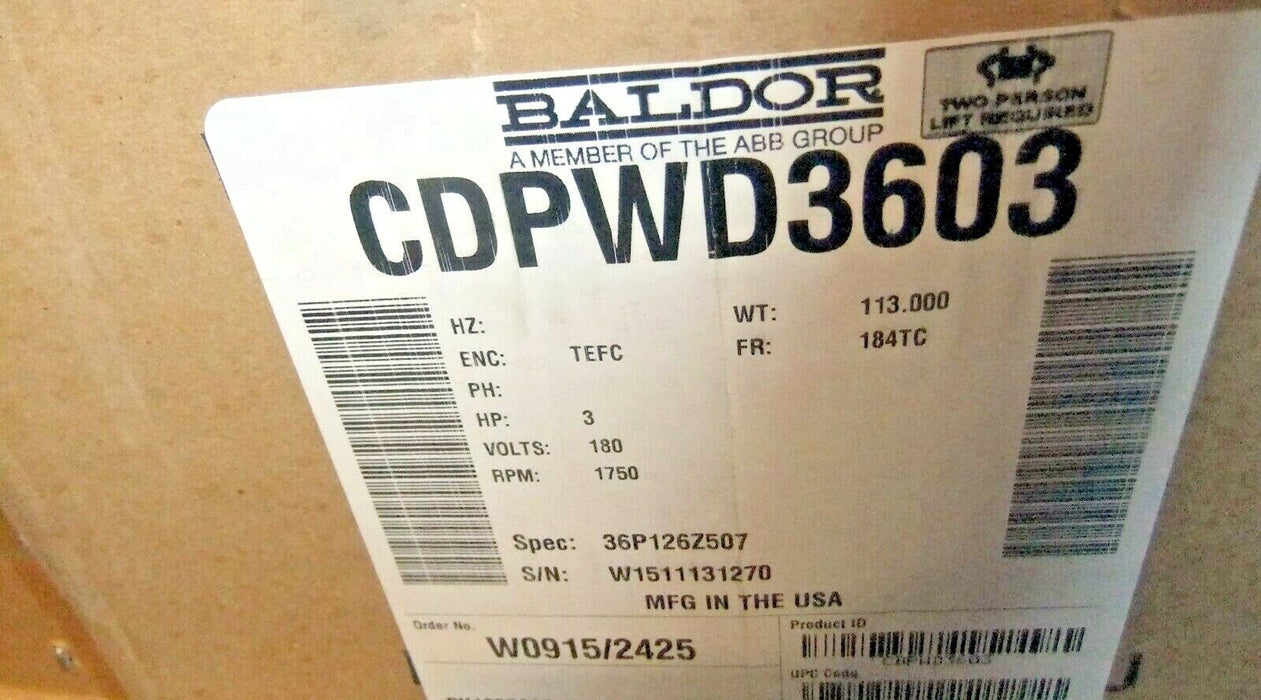 BALDOR
A MEMBER OF THE ABB GROUP
TWO PERSON
LIFT REQUIRED
CDPWD3603
HZ:
WT: 113.000
ENC: TEFC
FR: 184TC
PH:
HP: 3
VOLTS: 180
RPM: 1750
Spec: 36P126Z507
S/N: W1511131270
MFG IN THE USA
Order No.
W0915/2425
Product ID
CDPWD3603
UPC Code